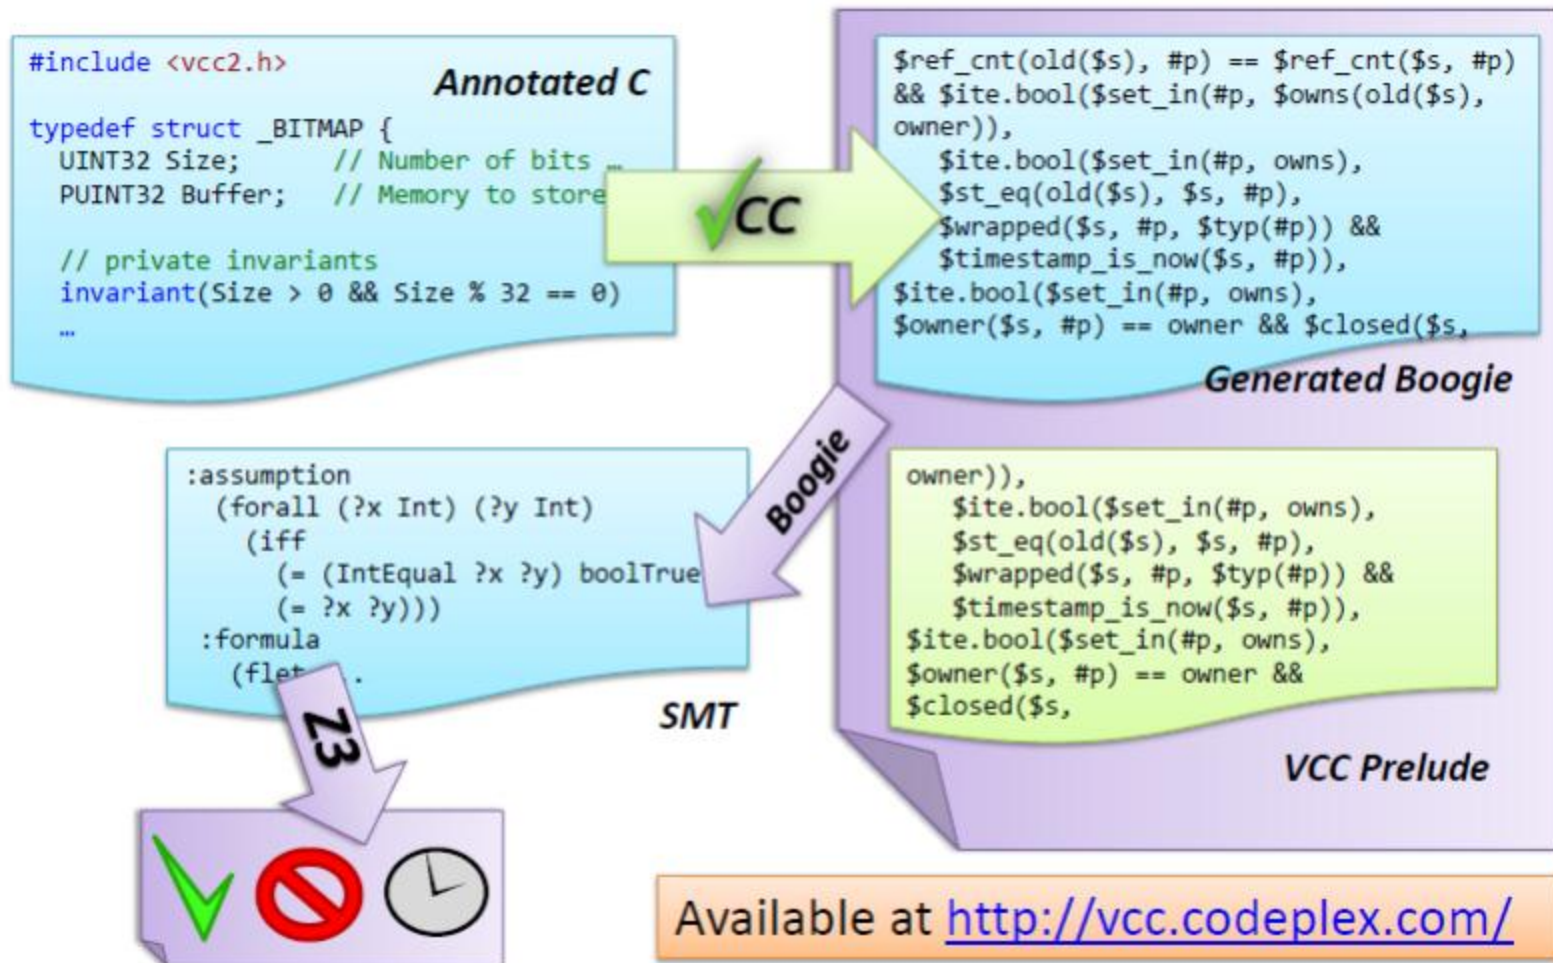 #include <vcc2.h>
Annotated C
typedef struct _BITMAP {
UINT32 Size;       // Number of bits …
PUINT32 Buffer;   // Memory to store
// private invariants
invariant(Size > 0 && Size % 32 == 0)
…
√CC
$ref_cnt(old($s), #p) == $ref_cnt($s, #p)
&& $ite.bool($set_in(#p, $owns(old($s),
owner)),
$ite.bool($set_in(#p, owns),
$st_eq(old($s), $s, #p),
$wrapped($s, #p, $typ(#p)) &&
$timestamp_is_now($s, #p)),
$ite.bool($set_in(#p, owns),
$owner($s, #p) == owner && $closed($s,
Generated Boogie
Boogie
:assumption
(forall (?x Int) (?y Int)
(iff
(= (IntEqual ?x ?y) boolTrue
(= ?x ?y)))
:formula
(flet ..
SMT
Z3
owner)),
$ite.bool($set_in(#p, owns),
$st_eq(old($s), $s, #p),
$wrapped($s, #p, $typ(#p)) &&
$timestamp_is_now($s, #p)),
$ite.bool($set_in(#p, owns),
$owner($s, #p) == owner &&
$closed($s,
VCC Prelude
Available at http://vcc.codeplex.com/